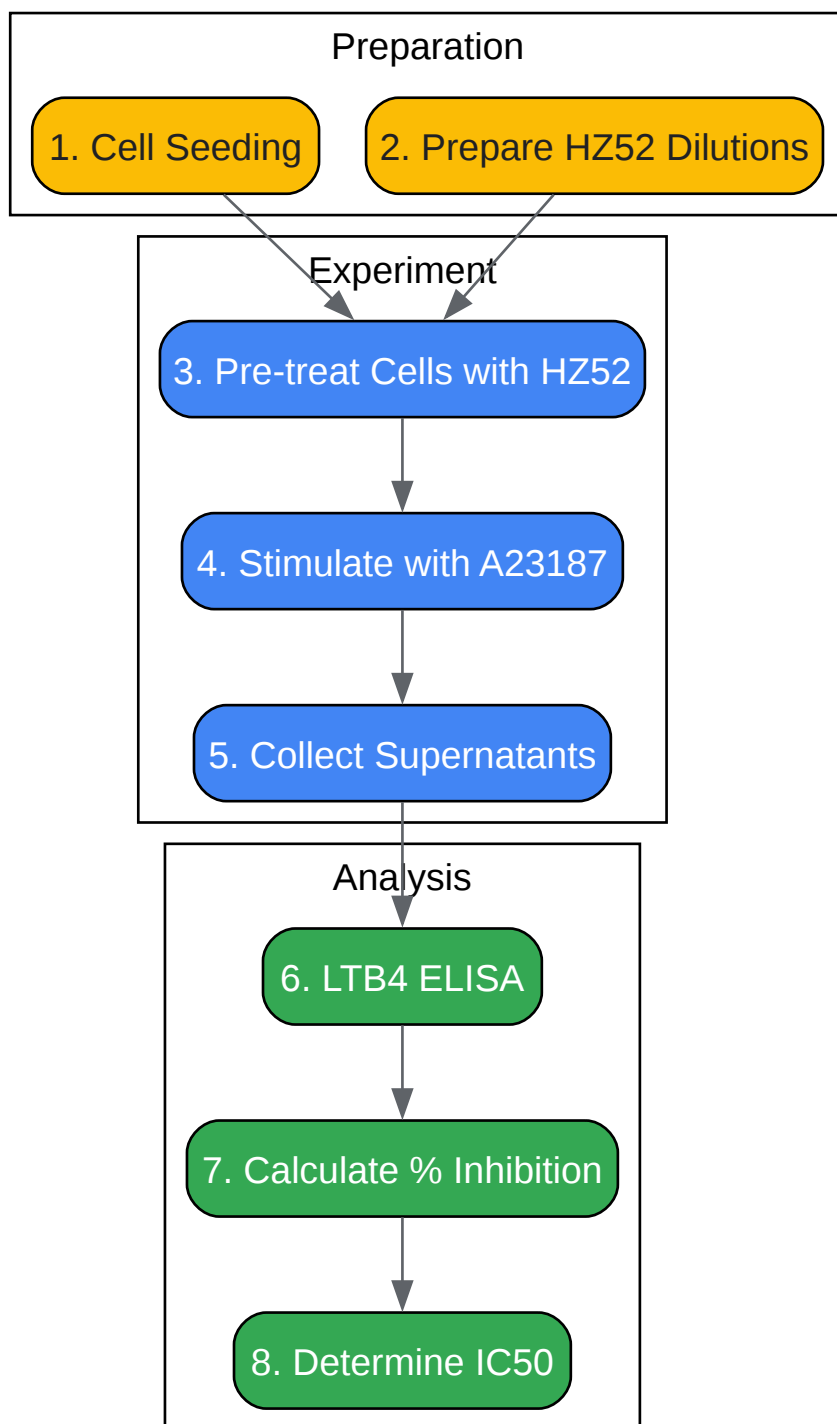 Preparation
1. Cell Seeding
2. Prepare HZ52 Dilutions
Experiment
3. Pre-treat Cells with HZ52
4. Stimulate with A23187
5. Collect Supernatants
Analysis
6. LTB4 ELISA
7. Calculate % Inhibition
8. Determine IC50